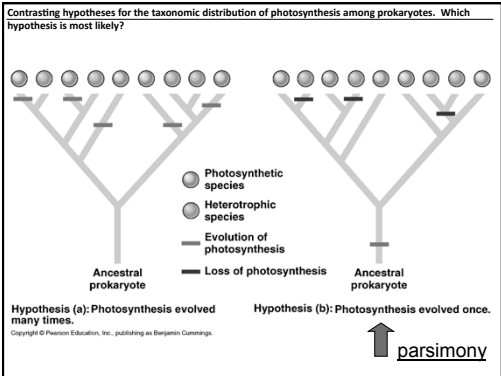 Contrasting hypotheses for the taxonomic distribution of photosynthesis among prokaryotes. Which
hypothesis is most likely?
Photosynthetic
species
Heterotrophic
species
Evolution of
photosynthesis
Loss of photosynthesis
Ancestral
prokaryote
Ancestral
prokaryote
Hypothesis (a): Photosynthesis evolved
many times.
Hypothesis (b): Photosynthesis evolved once.
Copyright © Pearson Education, Inc., publishing as Benjamin Cummings.
parsimony